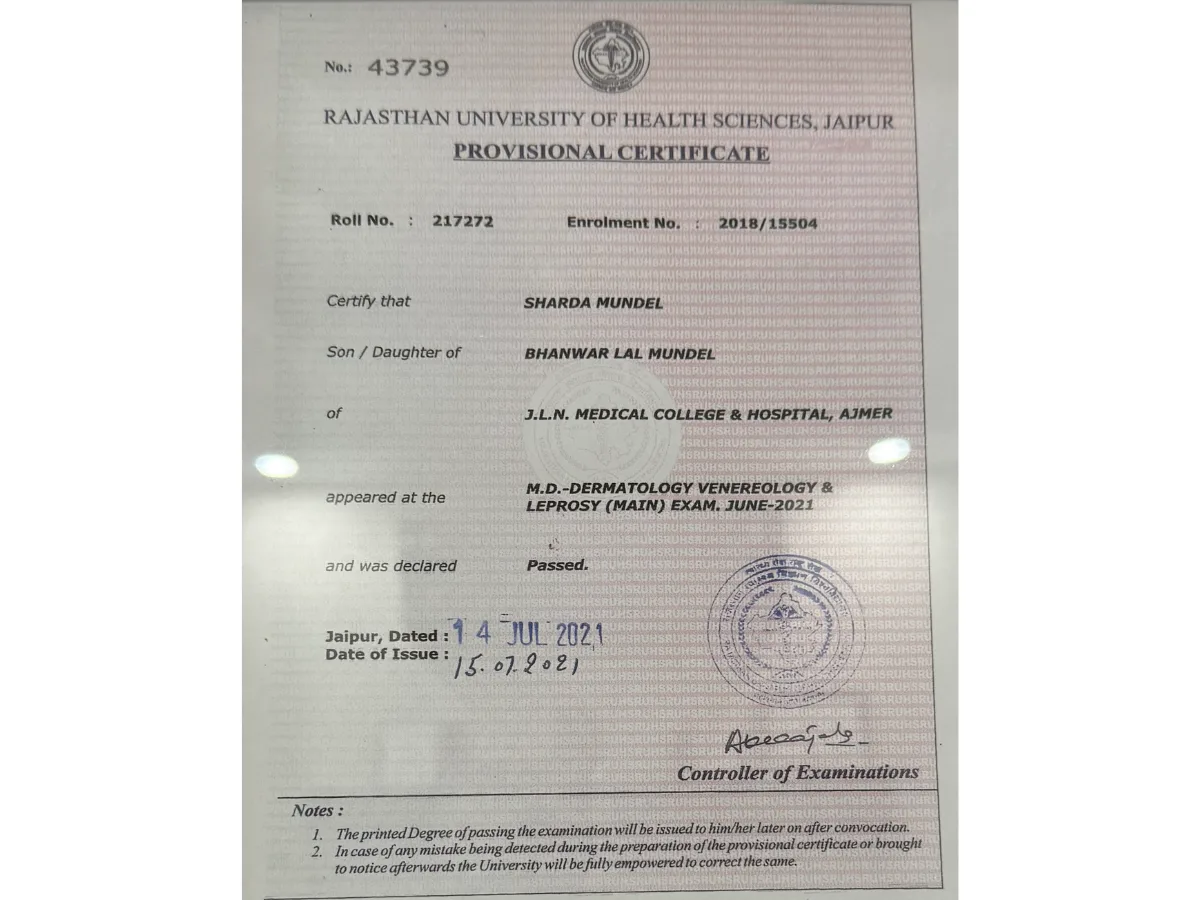 No.: 43739
RAJASTHAN UNIVERSITY OF HEALTH SCIENCES, JAIPUR
PROVISIONAL CERTIFICATE
Roll No. : 217272 Enrolment No. : 2018/15504
Certify that SHARDA MUNDEL
Son / Daughter of BHANWAR LAL MUNDEL
of J.L.N. MEDICAL COLLEGE & HOSPITAL, AJMER
appeared at the M.D.-DERMATOLOGY VENEREOLOGY &
LEPROSY (MAIN) EXAM. JUNE-2021
and was declared Passed.
Jaipur, Dated : 14 JUL 2021
Date of Issue : 15.07.2021
Controller of Examinations
Notes :
1. The printed Degree of passing the examination will be issued to him/her later on after convocation.
2. In case of any mistake being detected during the preparation of the provisional certificate or brought
to notice afterwards the University will be fully empowered to correct the same.